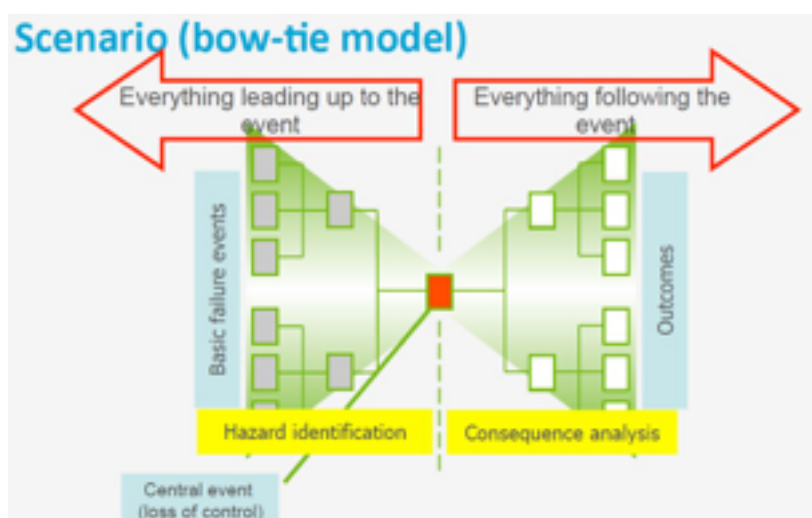 Scenario (bow-tie model)
Everything leading up to the
event
Everything following the
event
Basic failure events
Outcomes
Hazard identification
Consequence analysis
Central event
(loss of control)